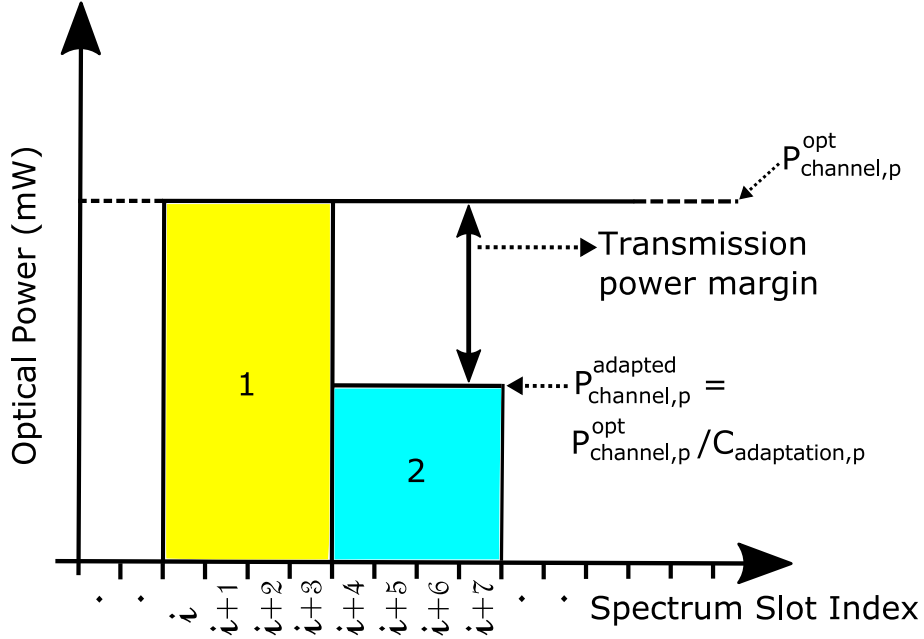 Optical Power (mW)
P^opt_channel,p
Transmission
power margin
1
P^adapted_channel,p =
P^opt_channel,p /C_adaptation,p
2
. . i i+1 i+2 i+3 i+4 i+5 i+6 i+7 . .
Spectrum Slot Index